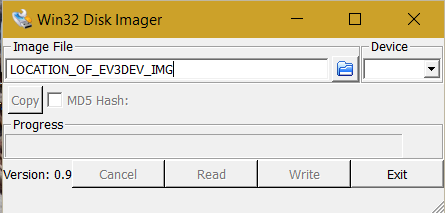 Win32 Disk Imager
Image File
Device
LOCATION_OF_EV3DEV_IMG
Copy
MD5 Hash:
Progress
Version: 0.9
Cancel
Read
Write
Exit